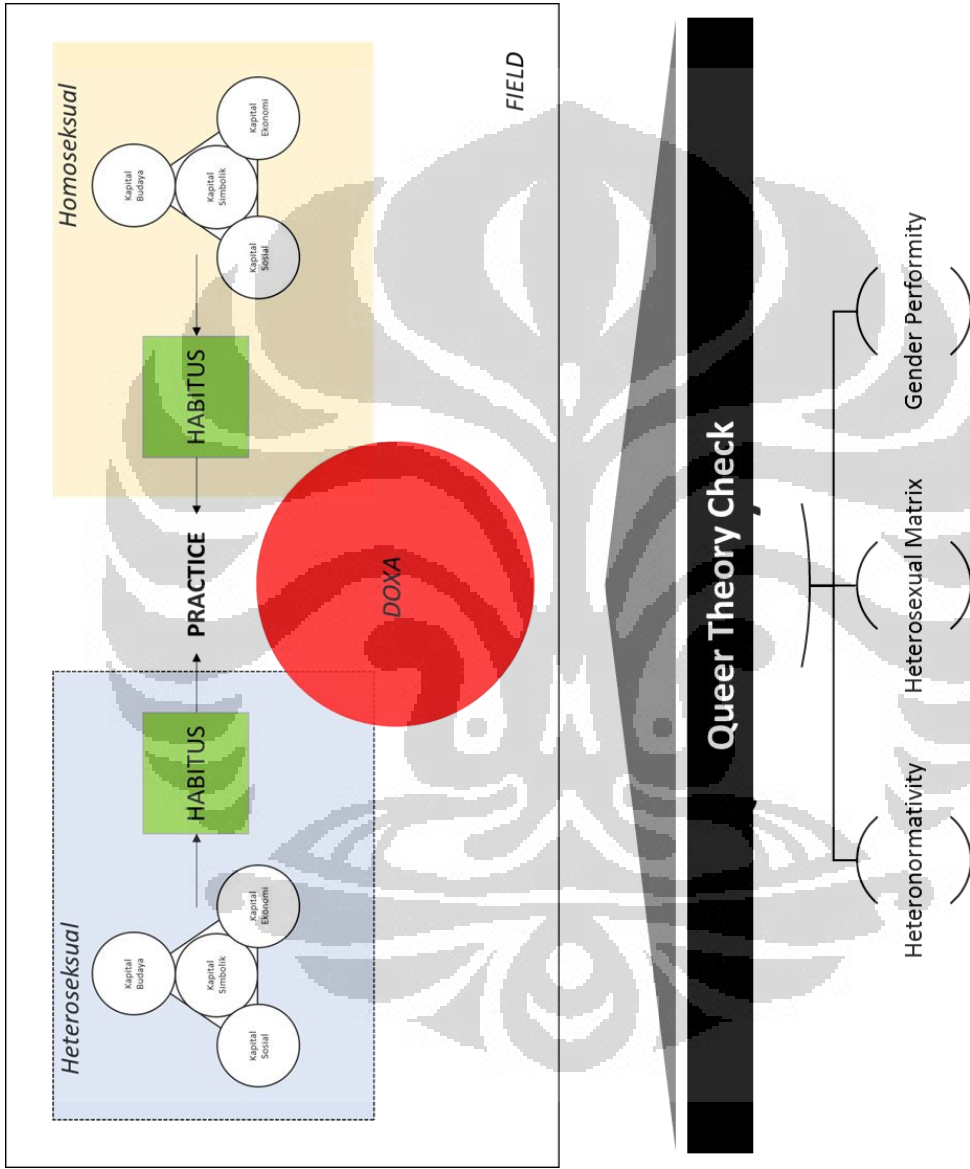 Heteroseksual
Homoseksual
Kapital
Budaya
Kapital
Simbolik
Kapital
Sosial
Kapital
Ekonomi
HABITUS
PRACTICE
HABITUS
Kapital
Budaya
Kapital
Simbolik
Kapital
Sosial
Kapital
Ekonomi
DOXA
FIELD
Queer Theory Check
Heteronormativity
Heterosexual Matrix
Gender Performity